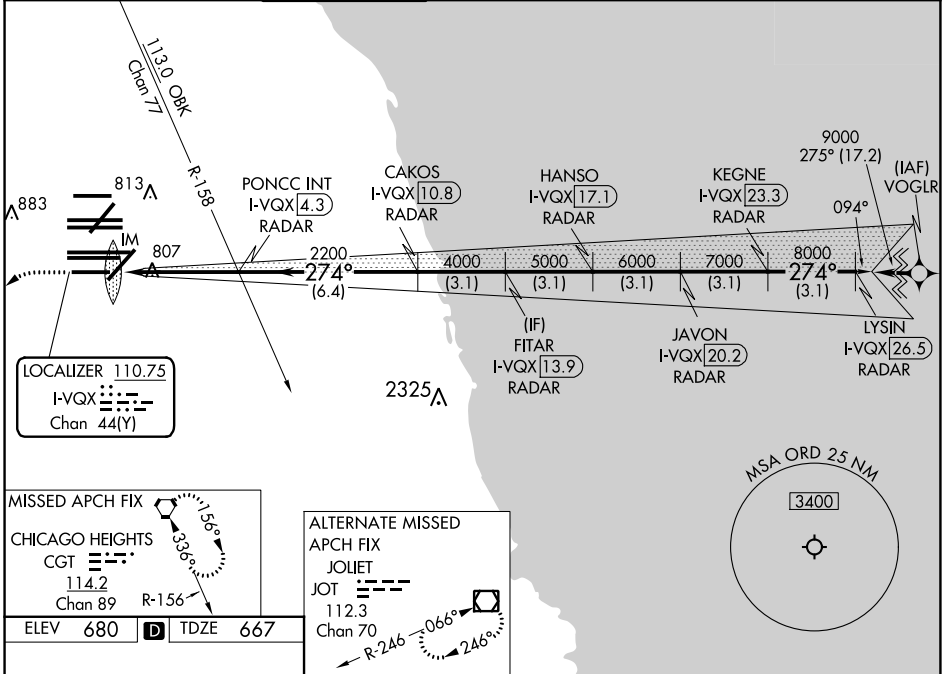 113.0 OBK
Chan 77
R-158
883
813
IM
807
PONCC INT
I-VQX 4.3
RADAR
CAKOS
I-VQX 10.8
RADAR
HANSO
I-VQX 17.1
RADAR
KEGNE
I-VQX 23.3
RADAR
9000
275° (17.2)
(IAF)
VOGLR
094°
2200
274°
(6.4)
4000
(3.1)
5000
(3.1)
6000
(3.1)
7000
(3.1)
8000
274°
(3.1)
(IF)
FITAR
I-VQX 13.9
RADAR
JAVON
I-VQX 20.2
RADAR
LYSIN
I-VQX 26.5
RADAR
LOCALIZER 110.75
I-VQX
Chan 44(Y)
2325
MSA ORD 25 NM
3400
MISSED APCH FIX
CHICAGO HEIGHTS
CGT
114.2
Chan 89
R-156
336°
156°
ALTERNATE MISSED
APCH FIX
JOLIET
JOT
112.3
Chan 70
R-246
066°
246°
ELEV 680 D TDZE 667